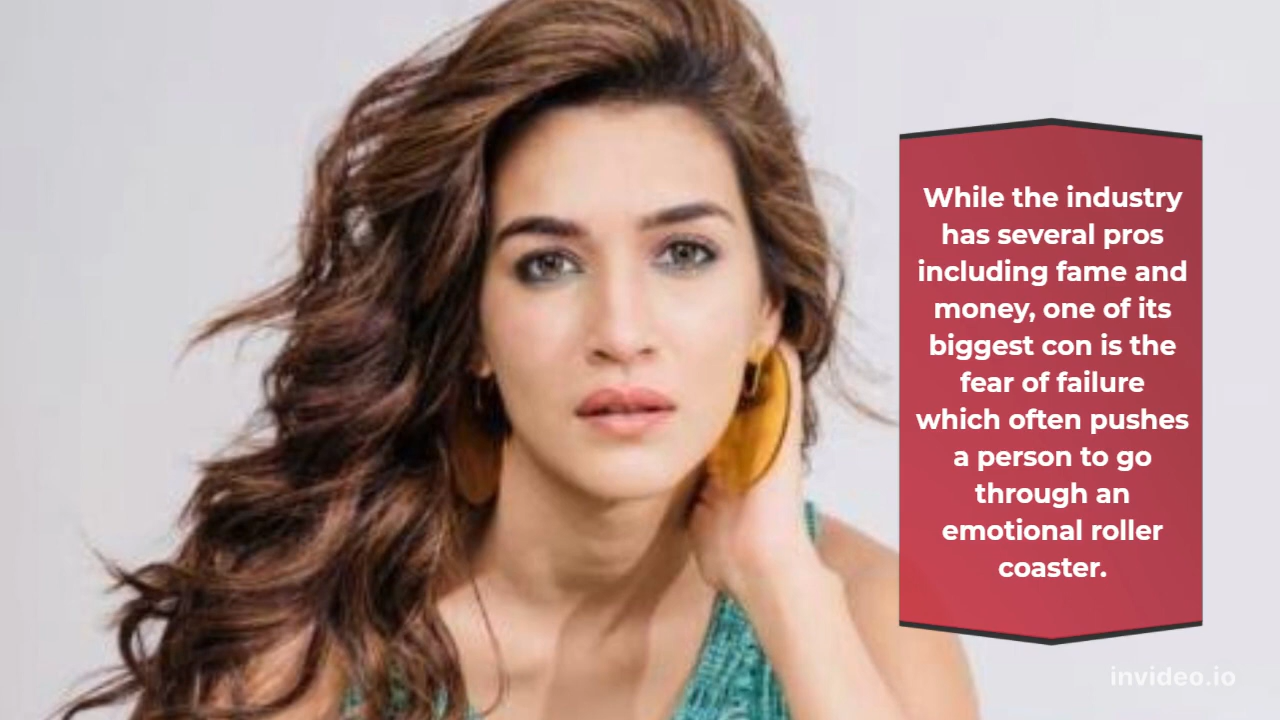 While the industry
has several pros
including fame and
money, one of its
biggest con is the
fear of failure
which often pushes
a person to go
through an
emotional roller
coaster.
invideo.io